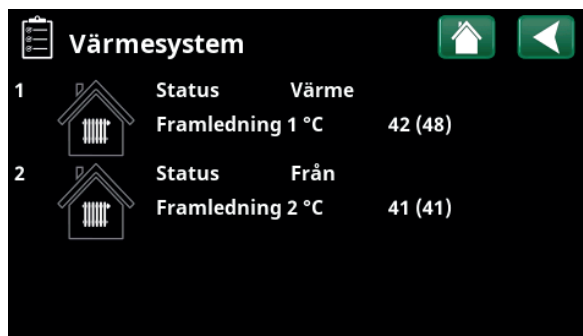 Värmesystem
1 Status Värme
Framledning 1 °C 42 (48)
2 Status Från
Framledning 2 °C 41 (41)